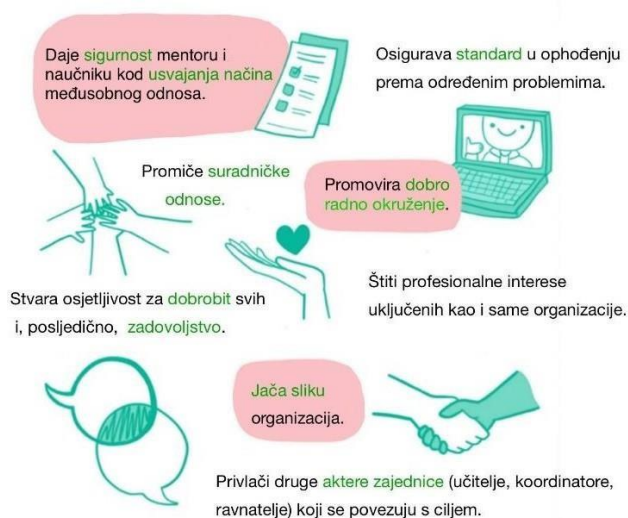 Daje sigurnost mentoru i
naučniku kod usvajanja načina
međusobnog odnosa.
Osigurava standard u ophođenju
prema određenim problemima.
Promiče suradničke
odnose.
Promovira dobro
radno okruženje.
Stvara osjetljivost za dobrobit svih
i, posljedično, zadovoljstvo.
Štiti profesionalne interese
uključenih kao i same organizacije.
Jača sliku
organizacija.
Privlači druge aktere zajednice (učitelje, koordinatore,
ravnatelje) koji se povezuju s ciljem.